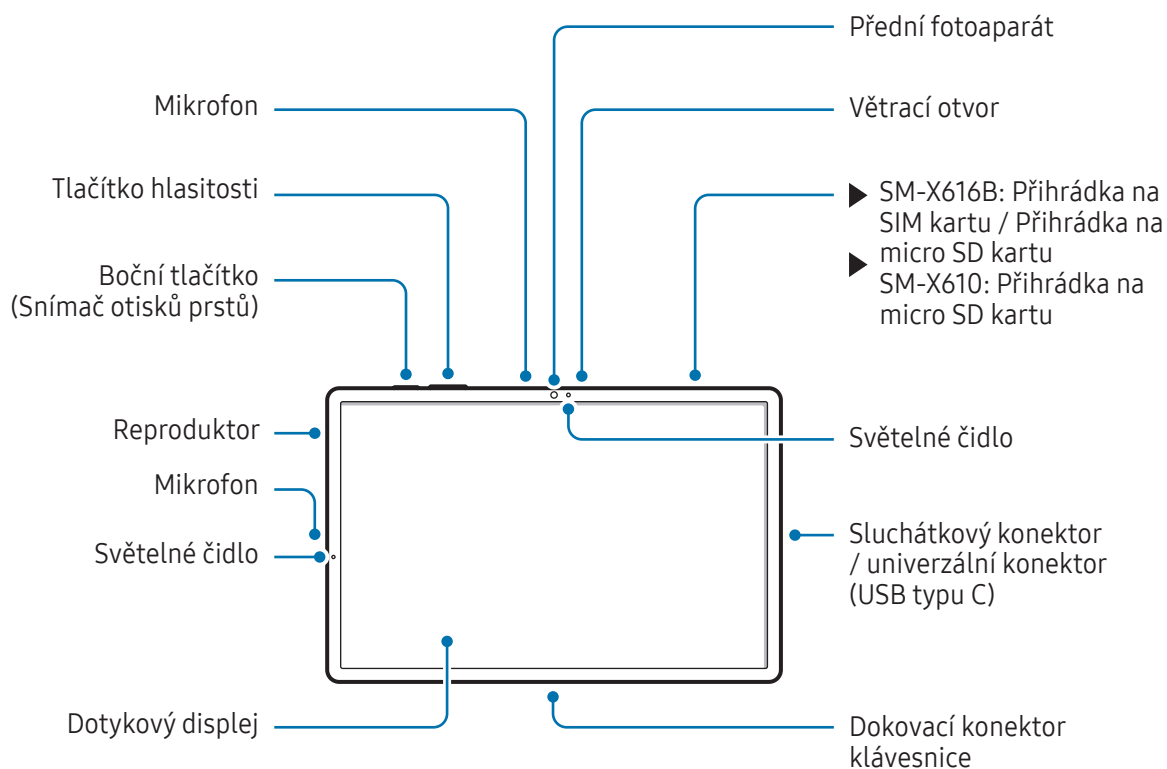 Přední fotoaparát
Mikrofon
Větrací otvor
Tlačítko hlasitosti
SM-X616B: Přihrádka na
SIM kartu / Přihrádka na
micro SD kartu
SM-X610: Přihrádka na
micro SD kartu
Boční tlačítko
(Snímač otisků prstů)
Reproduktor
Světelné čidlo
Mikrofon
Světelné čidlo
Sluchátkový konektor
/ univerzální konektor
(USB typu C)
Dotykový displej
Dokovací konektor
klávesnice